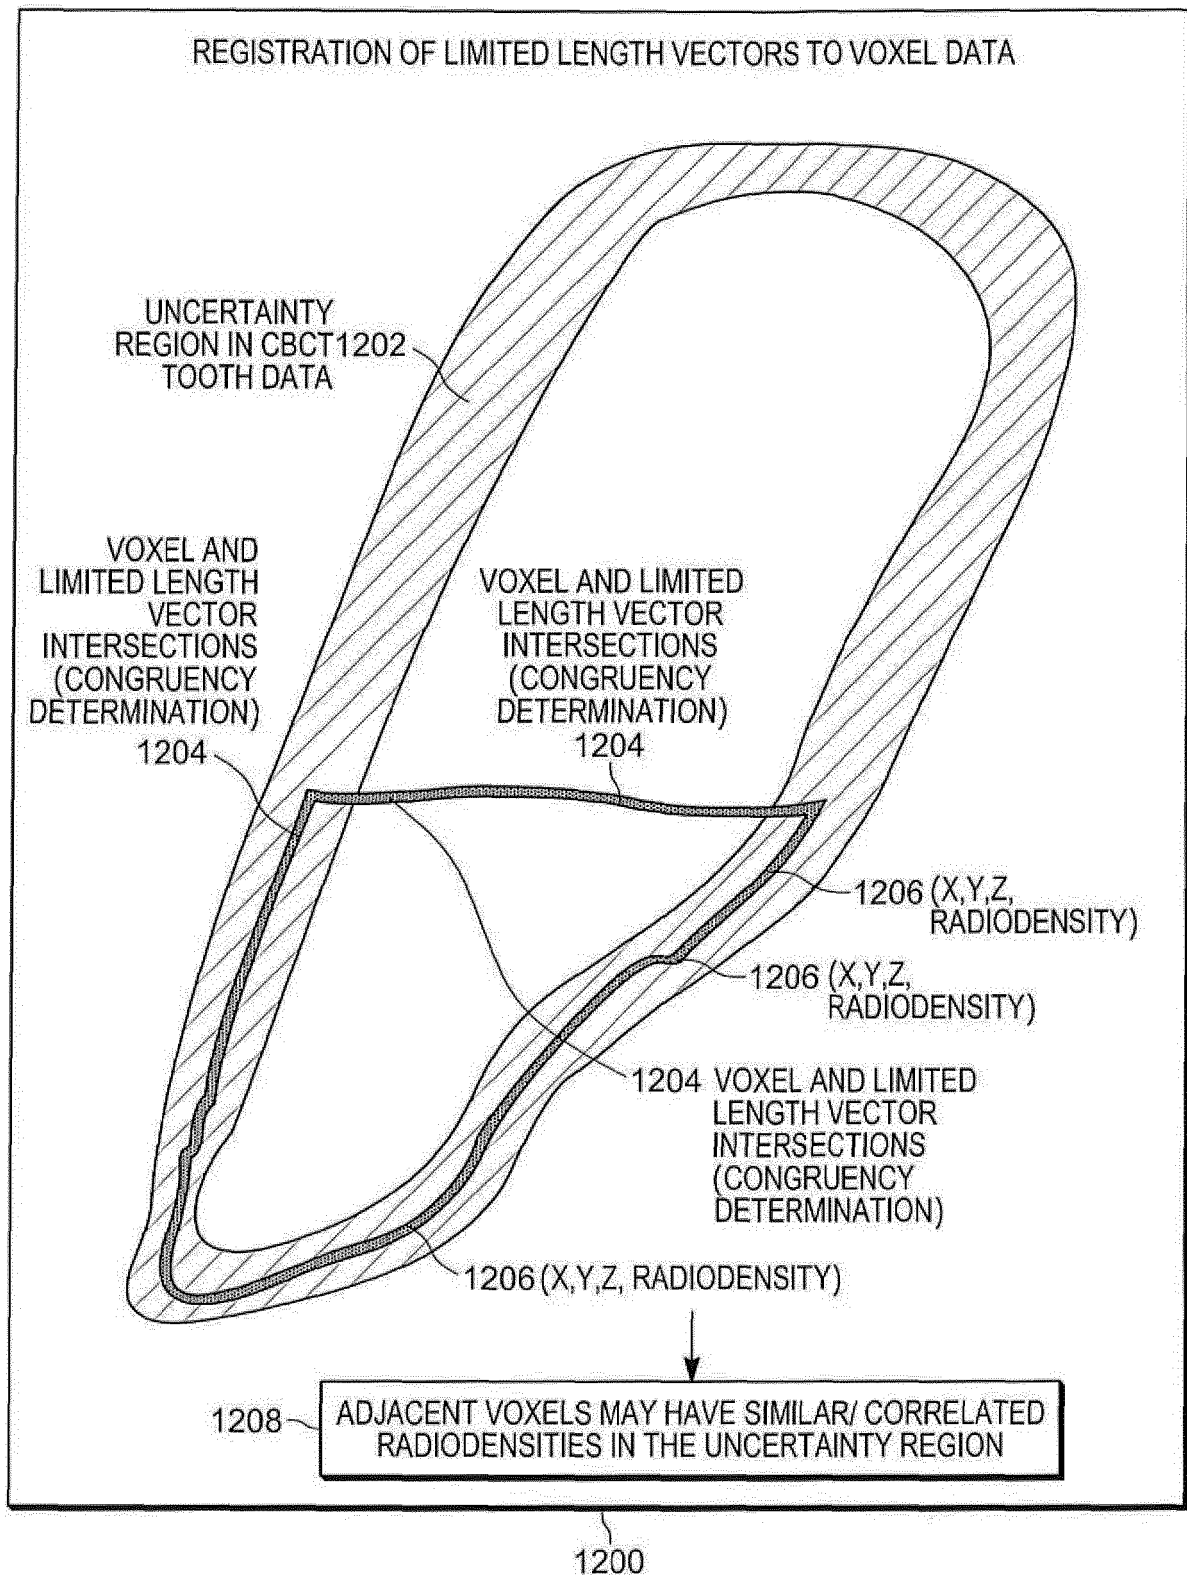 REGISTRATION OF LIMITED LENGTH VECTORS TO VOXEL DATA
UNCERTAINTY
REGION IN CBCT 1202
TOOTH DATA
VOXEL AND
LIMITED LENGTH
VECTOR
INTERSECTIONS
(CONGRUENCY
DETERMINATION)
1204
VOXEL AND LIMITED
LENGTH VECTOR
INTERSECTIONS
(CONGRUENCY
DETERMINATION)
1204
1206 (X,Y,Z,
RADIODENSITY)
1206 (X,Y,Z,
RADIODENSITY)
1204 VOXEL AND LIMITED
LENGTH VECTOR
INTERSECTIONS
(CONGRUENCY
DETERMINATION)
1206 (X,Y,Z, RADIODENSITY)
1208
ADJACENT VOXELS MAY HAVE SIMILAR/ CORRELATED
RADIODENSITIES IN THE UNCERTAINTY REGION
1200